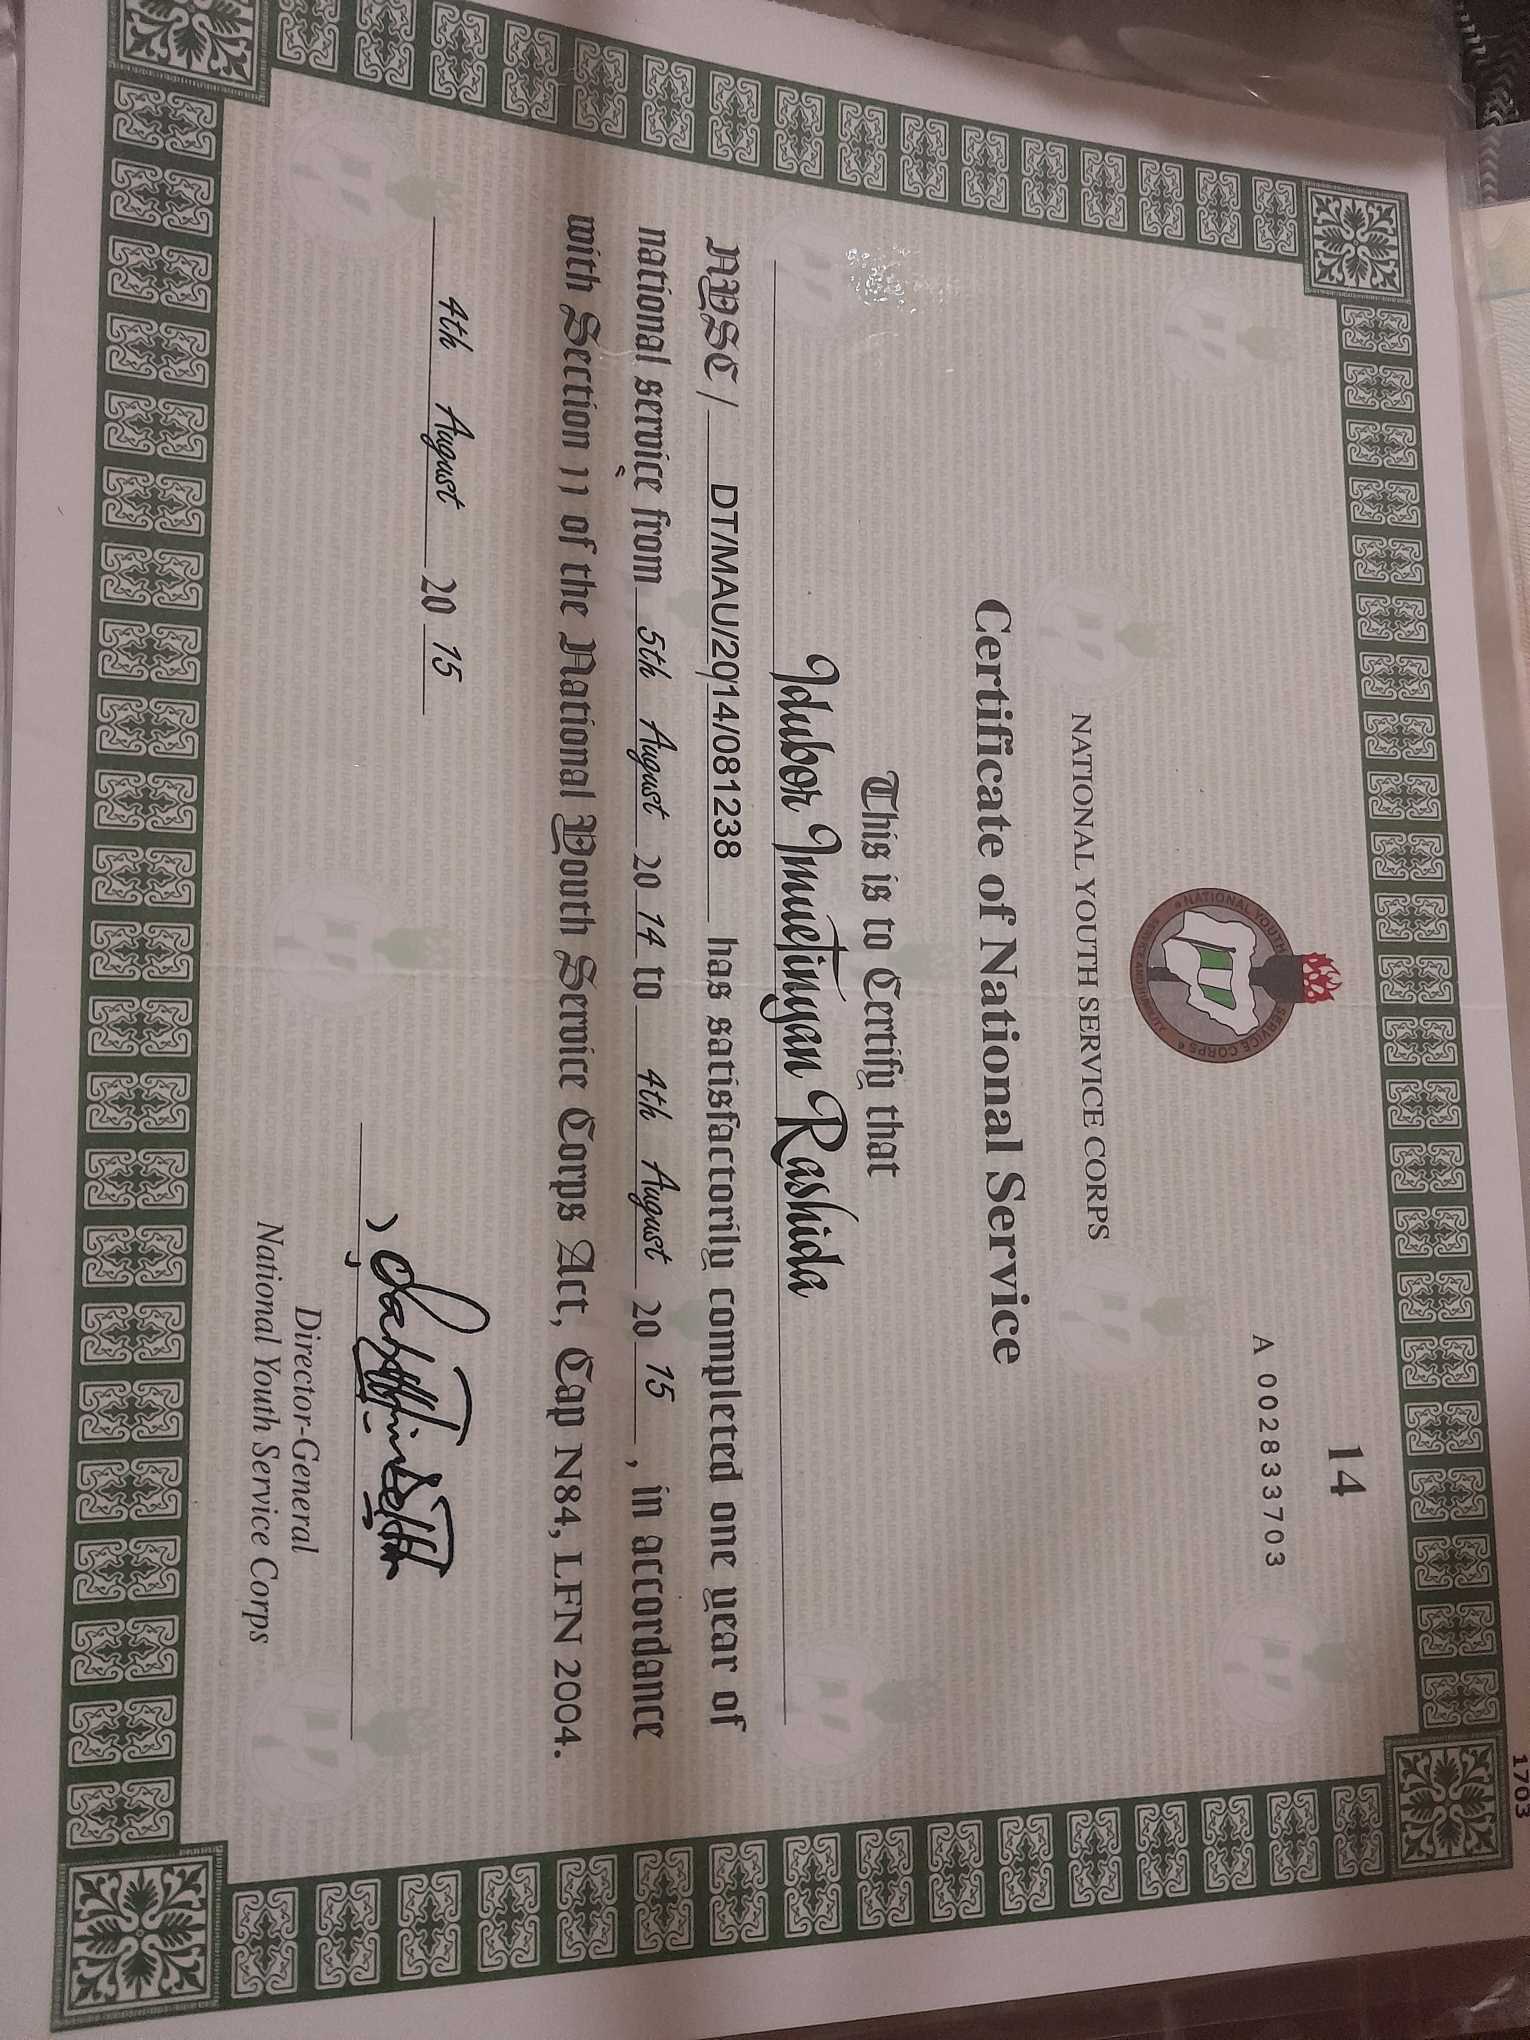 14
A 002833703
NATIONAL YOUTH SERVICE CORPS
SERVICE AND HUMILITY
NATIONAL YOUTH SERVICE CORPS
Certificate of National Service
This is to Certify that
Idubor Imuetinyan Rashida
NYSC / DT/MAU/2014/081238 has satisfactorily completed one year of
national service from 5th August 20 14 to 4th August 20 15, in accordance
with Section 11 of the National Youth Service Corps Act, Cap N84, LFN 2004.
4th August 20 15
Director-General
National Youth Service Corps
1703